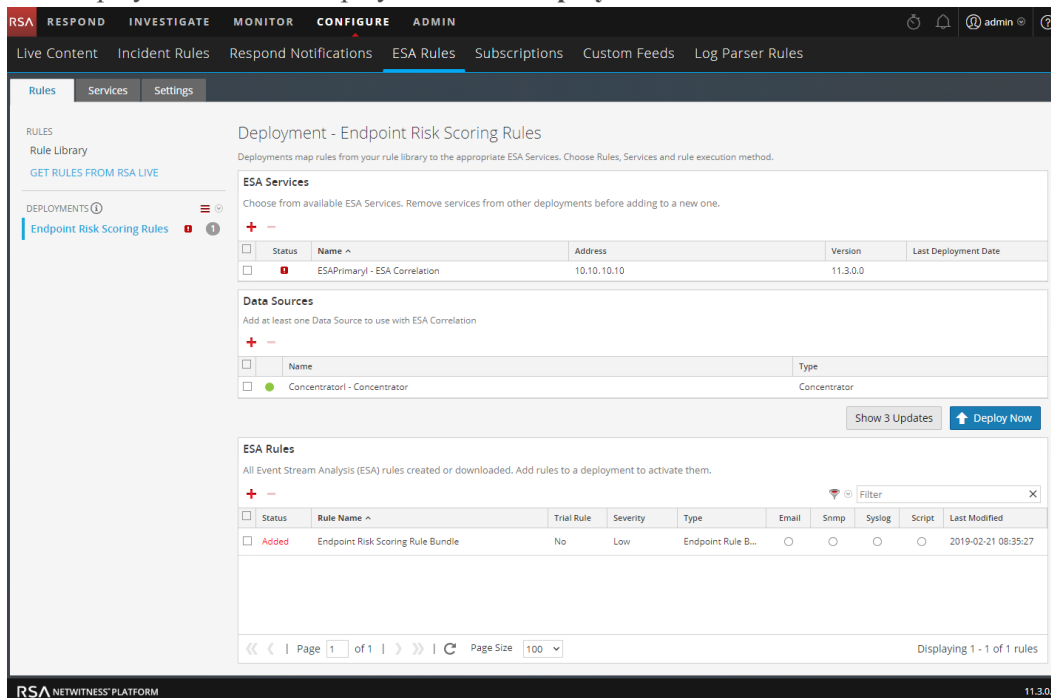 RSA RESPOND INVESTIGATE MONITOR CONFIGURE ADMIN admin
Live Content Incident Rules Respond Notifications ESA Rules Subscriptions Custom Feeds Log Parser Rules
Rules Services Settings
RULES
Rule Library
GET RULES FROM RSA LIVE
DEPLOYMENTS
Endpoint Risk Scoring Rules 1
Deployment - Endpoint Risk Scoring Rules
Deployments map rules from your rule library to the appropriate ESA Services. Choose Rules, Services and rule execution method.
ESA Services
Choose from available ESA Services. Remove services from other deployments before adding to a new one.
Status Name Address Version Last Deployment Date
ESAPrimaryl - ESA Correlation 10.10.10.10 11.3.0.0
Data Sources
Add at least one Data Source to use with ESA Correlation
Name Type
Concentratorl - Concentrator Concentrator
Show 3 Updates Deploy Now
ESA Rules
All Event Stream Analysis (ESA) rules created or downloaded. Add rules to a deployment to activate them.
Filter
Status Rule Name Trial Rule Severity Type Email Snmp Syslog Script Last Modified
Added Endpoint Risk Scoring Rule Bundle No Low Endpoint Rule B... 2019-02-21 08:35:27
Page 1 of 1 Page Size 100 Displaying 1 - 1 of 1 rules
RSA NETWITNESS PLATFORM 11.3.0.